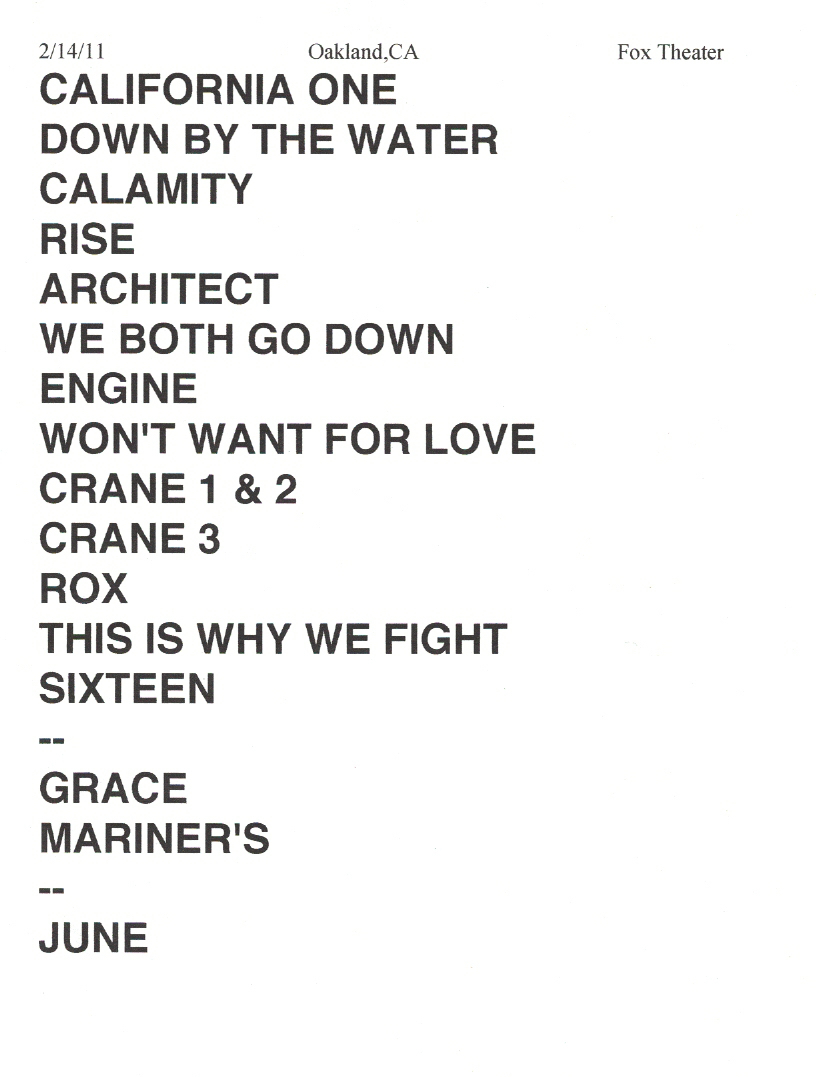 2/14/11 Oakland,CA Fox Theater
CALIFORNIA ONE
DOWN BY THE WATER
CALAMITY
RISE
ARCHITECT
WE BOTH GO DOWN
ENGINE
WON'T WANT FOR LOVE
CRANE 1 & 2
CRANE 3
ROX
THIS IS WHY WE FIGHT
SIXTEEN
--
GRACE
MARINER'S
--
JUNE